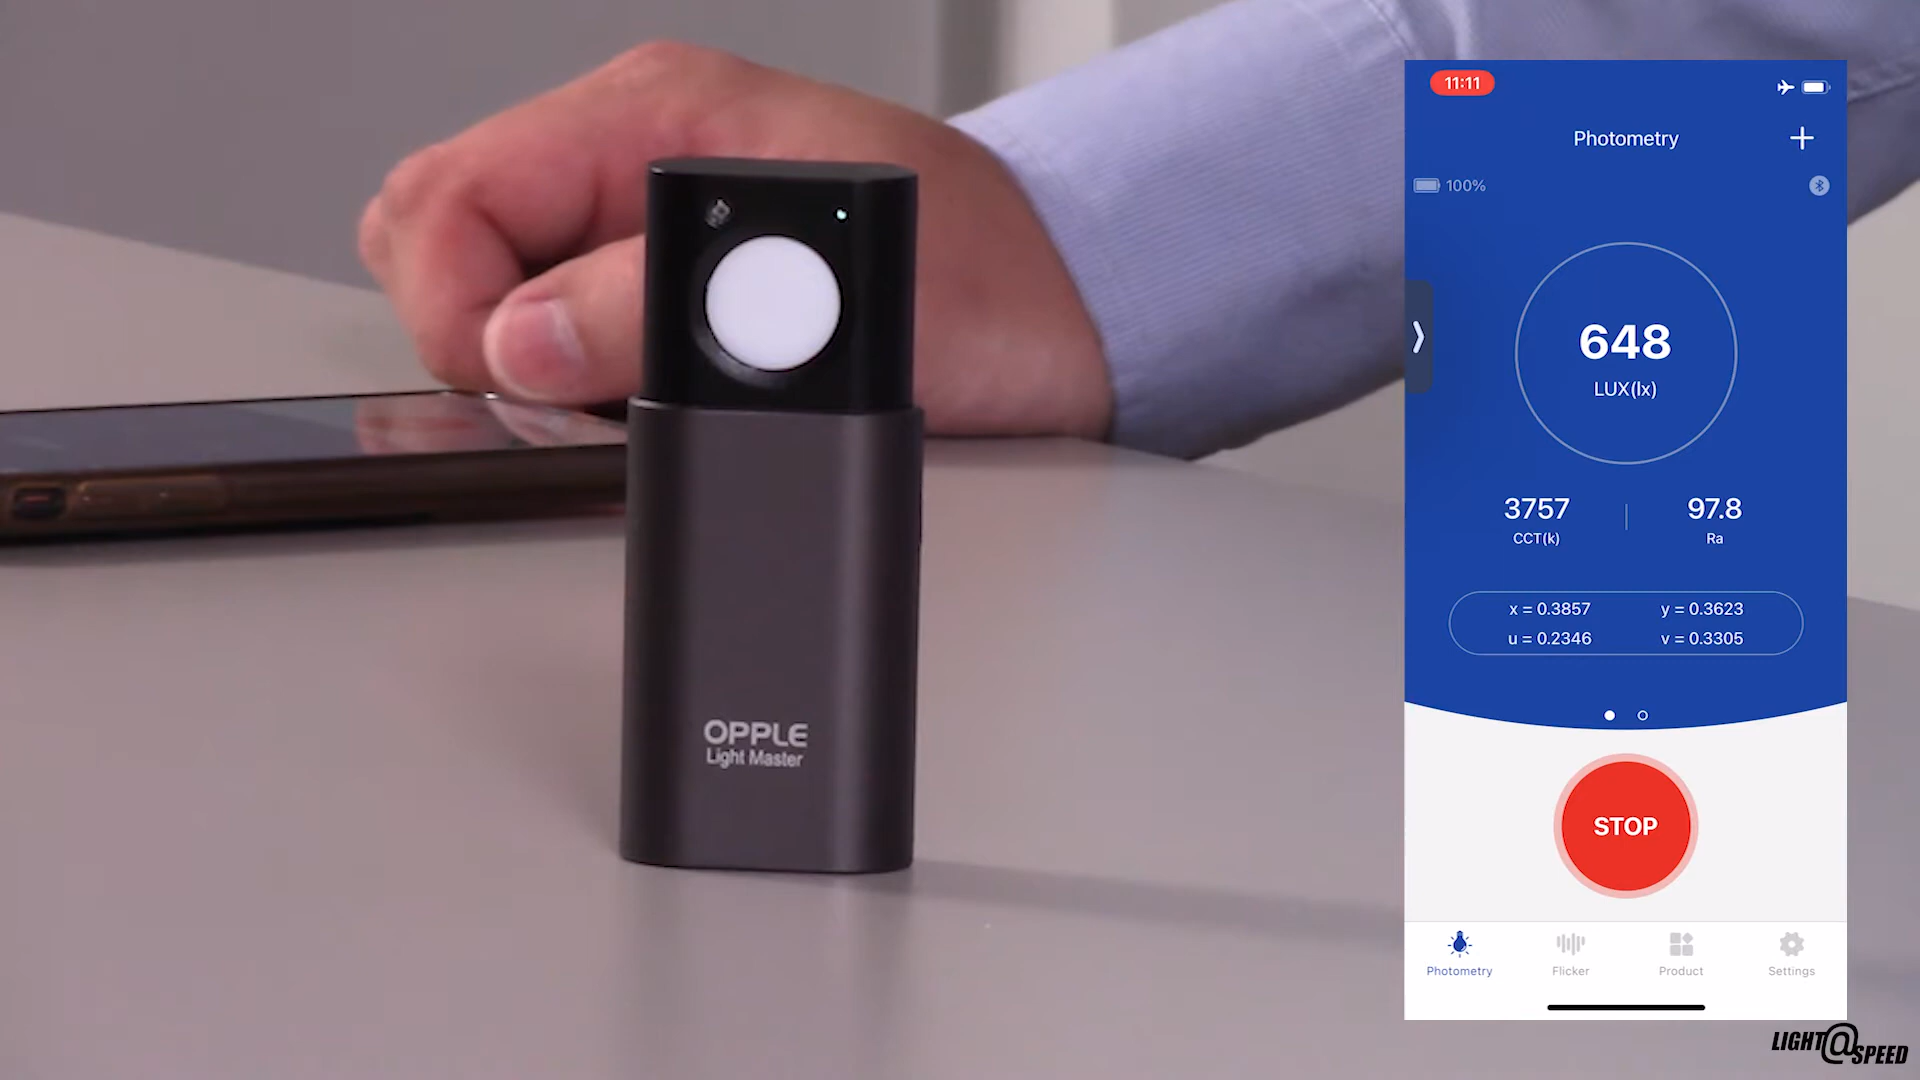 OPPLE
Light Master
11:11
Photometry
100%
648
LUX(lx)
3757
CCT(k)
97.8
Ra
x = 0.3857
y = 0.3623
u = 0.2346
v = 0.3305
STOP
Photometry
Flicker
Product
Settings
LIGHT@SPEED